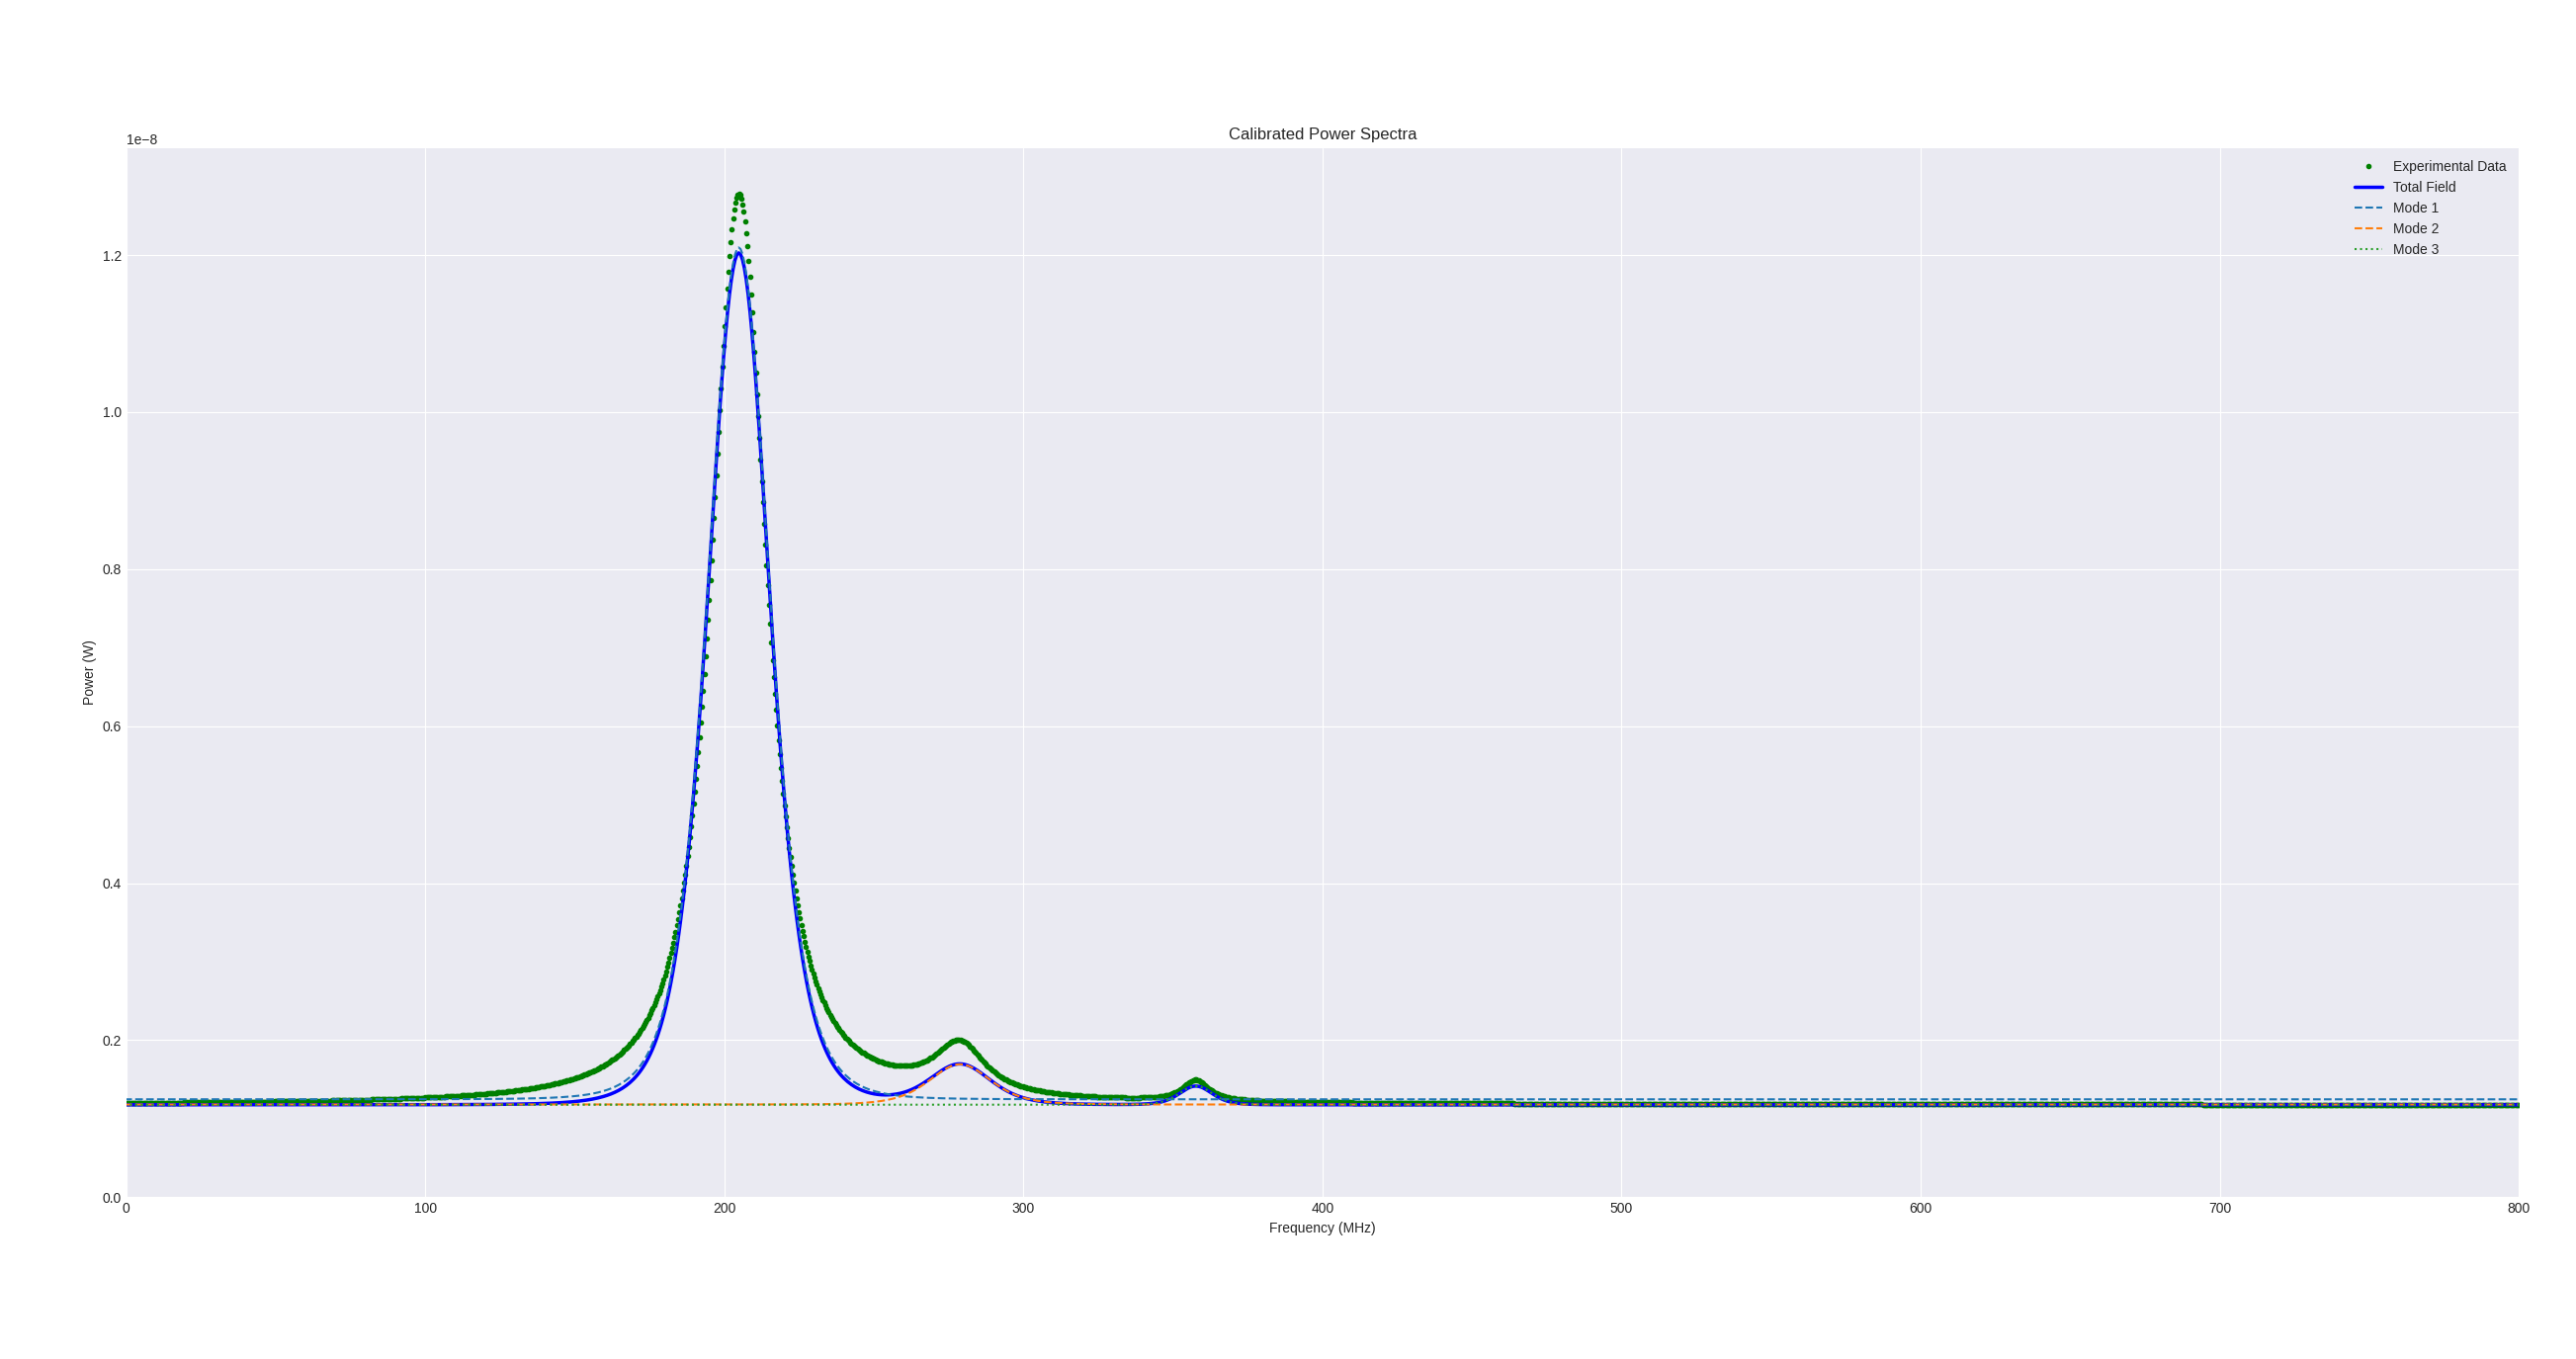 Calibrated Power Spectra
1e−8
Experimental Data
Total Field
Mode 1
Mode 2
Mode 3
1.2
1.0
0.8
0.6
0.4
0.2
0.0
Power (W)
0 100 200 300 400 500 600 700 800
Frequency (MHz)